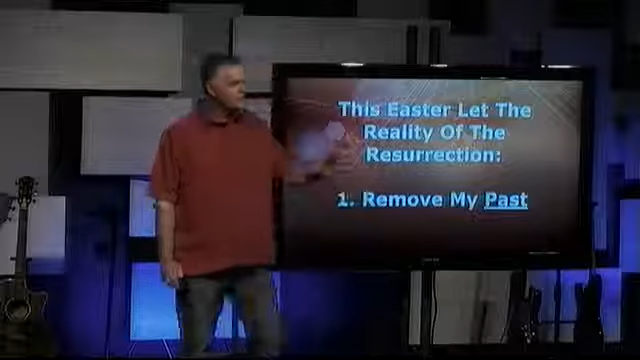 This Easter Let The
Reality Of The
Resurrection:
1. Remove My Past